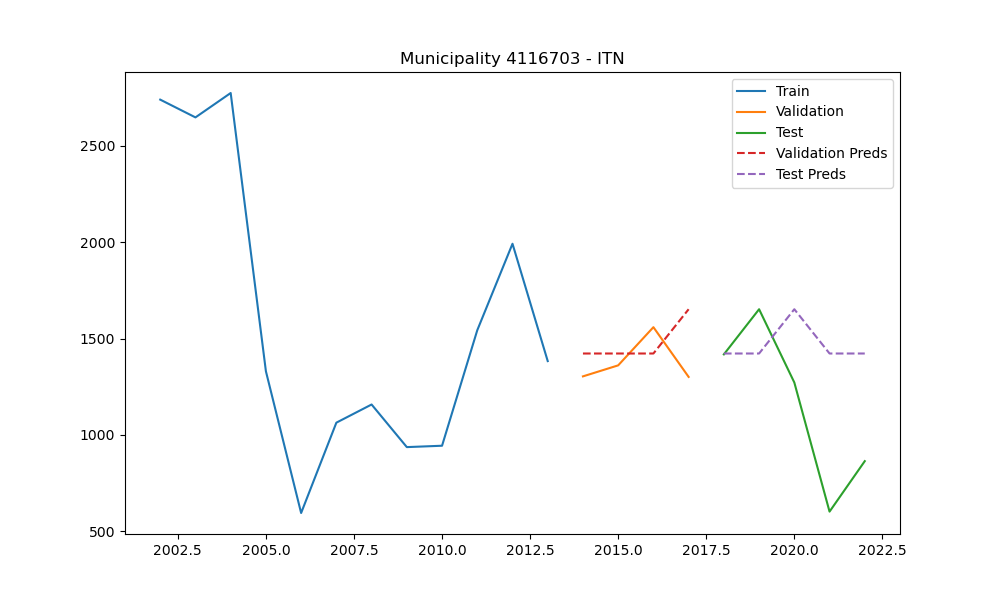 Municipality 4116703 - ITN
Train
Validation
Test
Validation Preds
Test Preds
2500
2000
1500
1000
500
2002.5 2005.0 2007.5 2010.0 2012.5 2015.0 2017.5 2020.0 2022.5